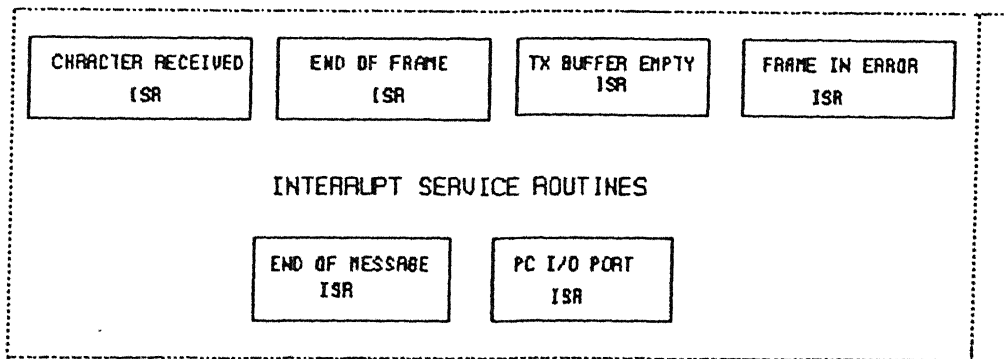 CHRACTER RECEIVED
ISR
END OF FRAME
ISR
TX BUFFER EMPTY
ISR
FRAME IN ERROR
ISR
INTERRUPT SERVICE ROUTINES
END OF MESSAGE
ISR
PC I/O PORT
ISR